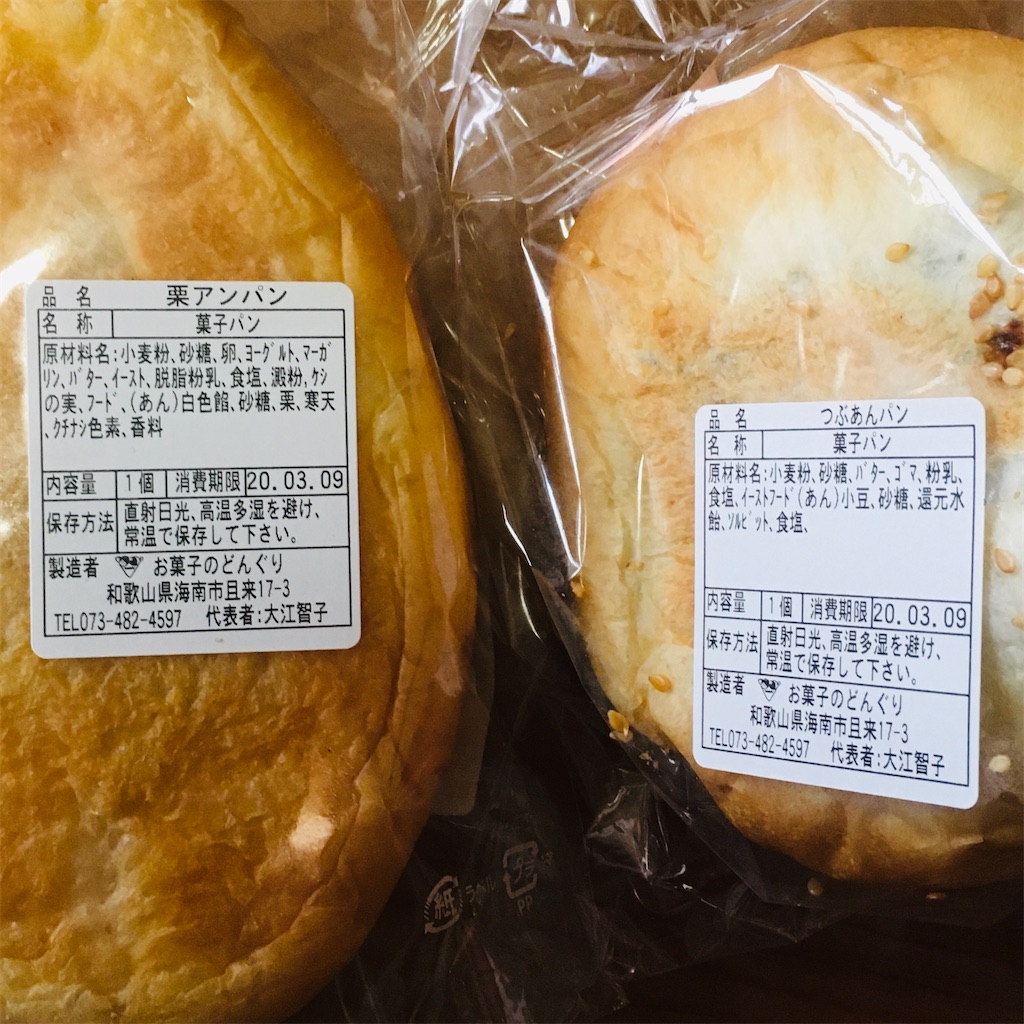 品 名 栗アンパン
名 称 菓子パン
原材料名:小麦粉、砂糖、卵、ﾖｰｸﾞﾙﾄ、ﾏｰｶﾞ
ﾘﾝ、ﾊﾞﾀｰ、ｲｰｽﾄ、脱脂粉乳、食塩、澱粉,ｹｼ
の実、ﾌｰﾄﾞ、(あん)白色餡、砂糖、栗、寒天
、ｸﾁﾅｼ色素、香料
内容量 1個 消費期限 20.03.09
保存方法 直射日光、高温多湿を避け、
常温で保存して下さい。
製造者 お菓子のどんぐり
和歌山県海南市且来17-3
TEL073-482-4597 代表者:大江智子
品 名 つぶあんパン
名 称 菓子パン
原材料名:小麦粉、砂糖、ﾊﾞﾀｰ、ｺﾞﾏ、粉乳、
食塩、ｲｰｽﾄﾌｰﾄﾞ(あん)小豆、砂糖、還元水
飴、ｿﾙﾋﾞｯﾄ、食塩、
内容量 1個 消費期限 20.03.09
保存方法 直射日光、高温多湿を避け、
常温で保存して下さい。
製造者 お菓子のどんぐり
和歌山県海南市且来17-3
TEL073-482-4597 代表者:大江智子
紙 ラベル プラ
PP